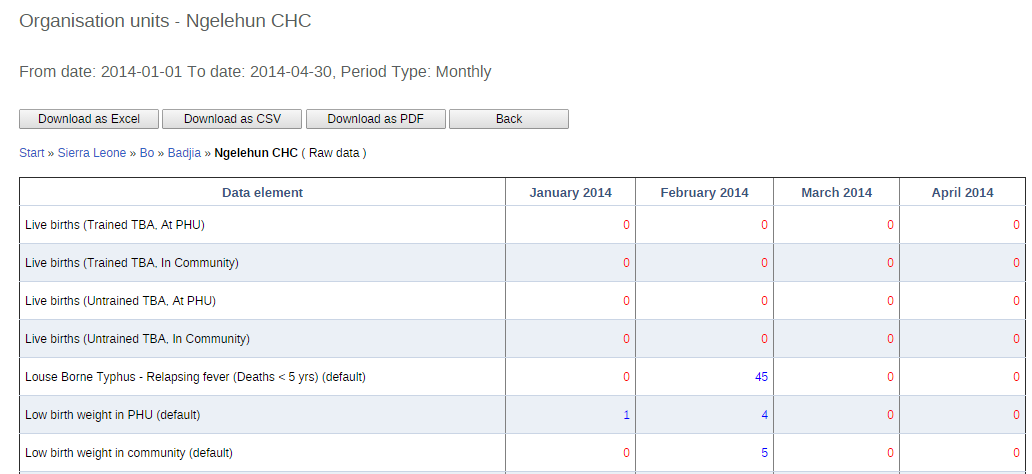 Organisation units - Ngelehun CHC
From date: 2014-01-01 To date: 2014-04-30, Period Type: Monthly
Download as Excel Download as CSV Download as PDF Back
Start » Sierra Leone » Bo » Badjia » Ngelehun CHC ( Raw data )
Data element January 2014 February 2014 March 2014 April 2014
Live births (Trained TBA, At PHU) 0 0 0 0
Live births (Trained TBA, In Community) 0 0 0 0
Live births (Untrained TBA, At PHU) 0 0 0 0
Live births (Untrained TBA, In Community) 0 0 0 0
Louse Borne Typhus - Relapsing fever (Deaths < 5 yrs) (default) 0 45 0 0
Low birth weight in PHU (default) 1 4 0 0
Low birth weight in community (default) 0 5 0 0